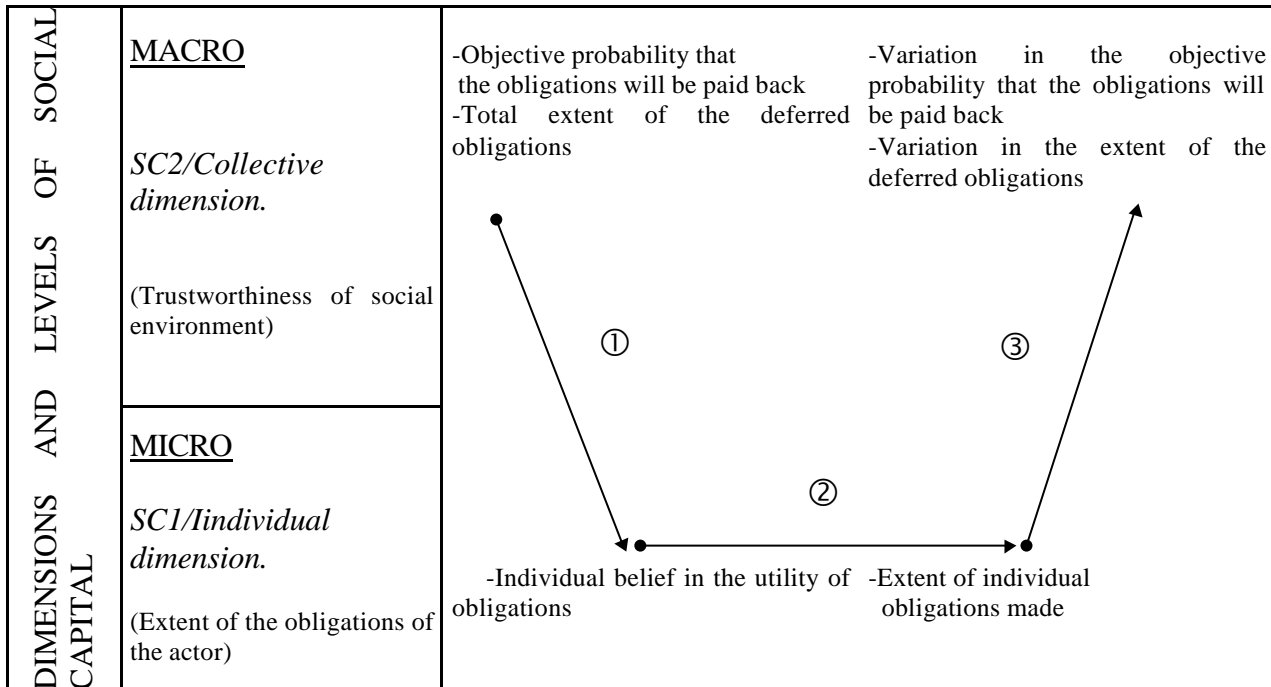 DIMENSIONS AND LEVELS OF SOCIAL
CAPITAL
MACRO
SC2/Collective
dimension.
(Trustworthiness of social
environment)
-Objective probability that
the obligations will be paid back
-Total extent of the deferred
obligations
-Variation in the objective
probability that the obligations will
be paid back
-Variation in the extent of the
deferred obligations
①
③
②
MICRO
SC1/Iindividual
dimension.
(Extent of the obligations of
the actor)
-Individual belief in the utility of
obligations
-Extent of individual
obligations made